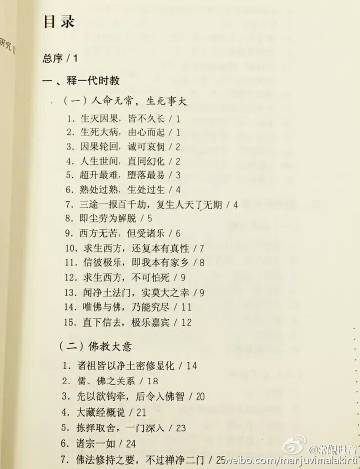 目录
总序 / 1
一、释一代时教
（一）人命无常，生死事大
1．生灭因果，皆不久长 / 1
2．生死大病，由心而起 / 1
3．因果轮回，诚可哀悯 / 2
4．人生世间，直同幻化 / 2
5．超升最难，堕落最易 / 3
6．熟处过熟，生处过生 / 4
7．三途一报百千劫，复生人天了无期 / 4
8．即尘劳为解脱 / 5
9．西方无苦，但受诸乐 / 6
10．求生西方，还复本有真性 / 7
11．信彼极乐，即我本有家乡 / 8
12．求生西方，不可怕死 / 9
13．闻净土法门，实莫大之幸 / 9
14．唯佛与佛，乃能究尽 / 11
15．直下信去，极乐嘉宾 / 12
（二）佛教大意
1．诸祖皆以净土密修显化 / 14
2．儒、佛之关系 / 18
3．先以欲钩牵，后令入佛智 / 20
4．大藏经概说 / 21
5．拣择取舍，一门深入 / 23
6．诸宗一如 / 24
7．佛法修持之要，不过禅净二门 / 25
weibo.com/manjuvimalakirti